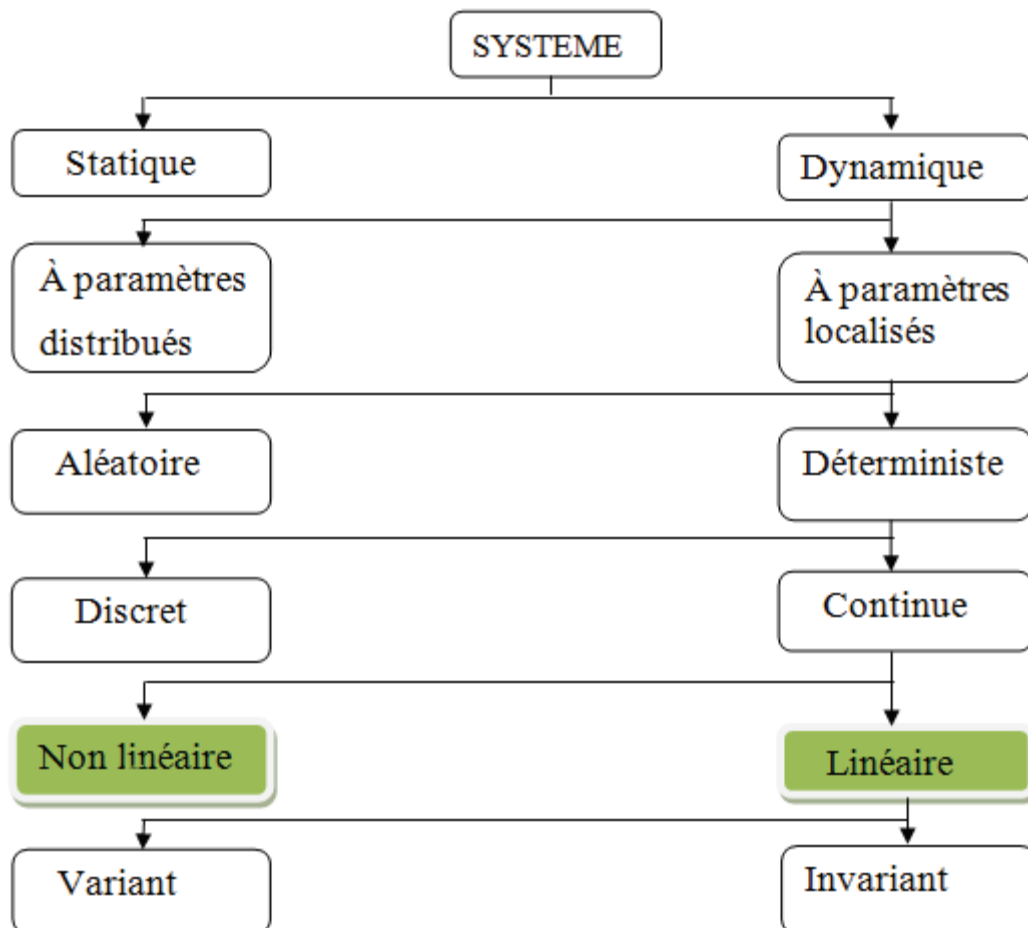 SYSTEME
Statique
Dynamique
À paramètres
distribués
À paramètres
localisés
Aléatoire
Déterministe
Discret
Continue
Non linéaire
Linéaire
Variant
Invariant